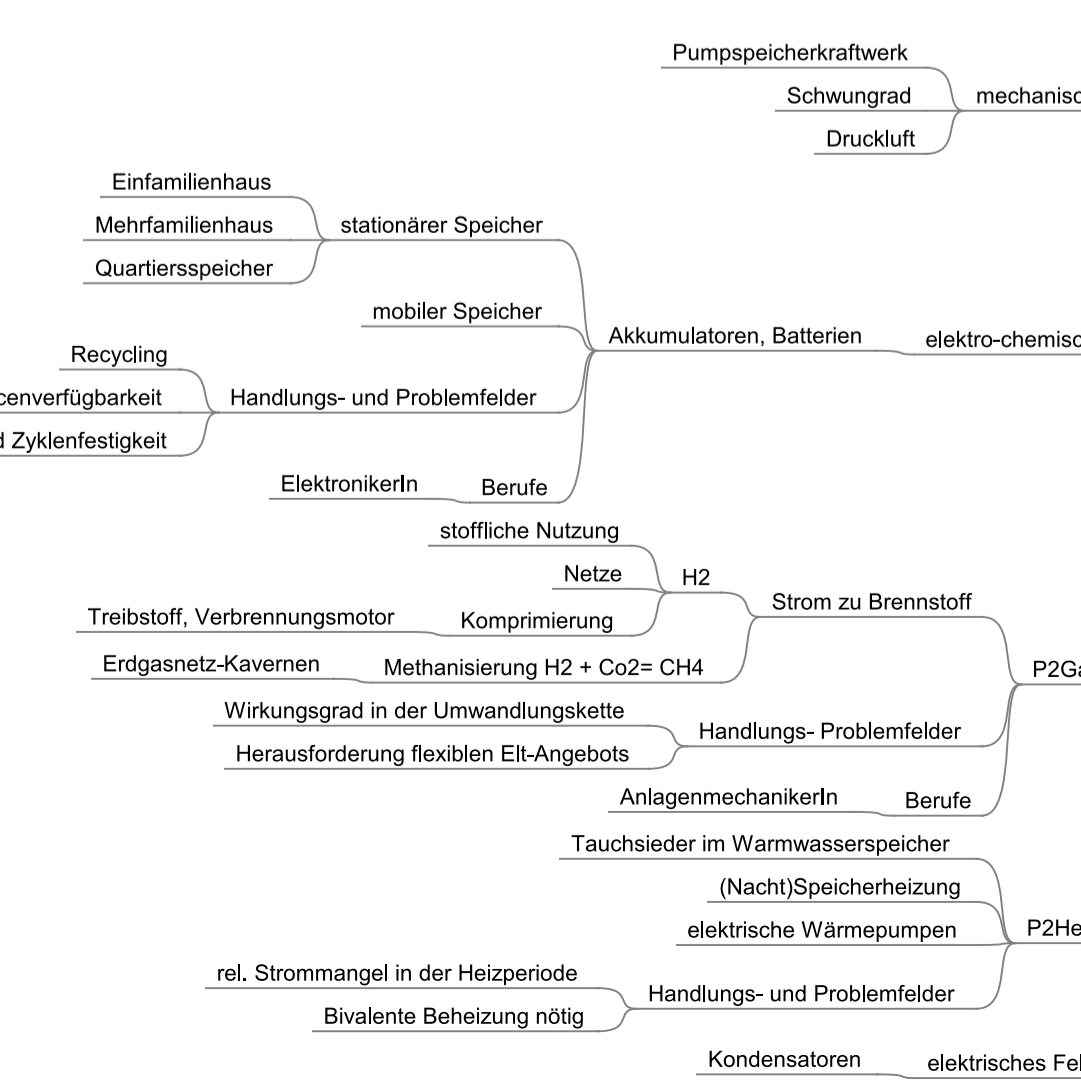 Pumpspeicherkraftwerk
Schwungrad
mechanisc
Druckluft
Einfamilienhaus
Mehrfamilienhaus
stationärer Speicher
Quartiersspeicher
mobiler Speicher
Akkumulatoren, Batterien
elektro-chemisc
Recycling
cenverfügbarkeit
Handlungs- und Problemfelder
d Zyklenfestigkeit
ElektronikerIn
Berufe
stoffliche Nutzung
Netze
H2
Strom zu Brennstoff
Treibstoff, Verbrennungsmotor
Komprimierung
Erdgasnetz-Kavernen
Methanisierung H2 + Co2= CH4
P2Ga
Wirkungsgrad in der Umwandlungskette
Handlungs- Problemfelder
Herausforderung flexiblen Elt-Angebots
AnlagenmechanikerIn
Berufe
Tauchsieder im Warmwasserspeicher
(Nacht)Speicherheizung
elektrische Wärmepumpen
P2He
rel. Strommangel in der Heizperiode
Handlungs- und Problemfelder
Bivalente Beheizung nötig
Kondensatoren
elektrisches Fel